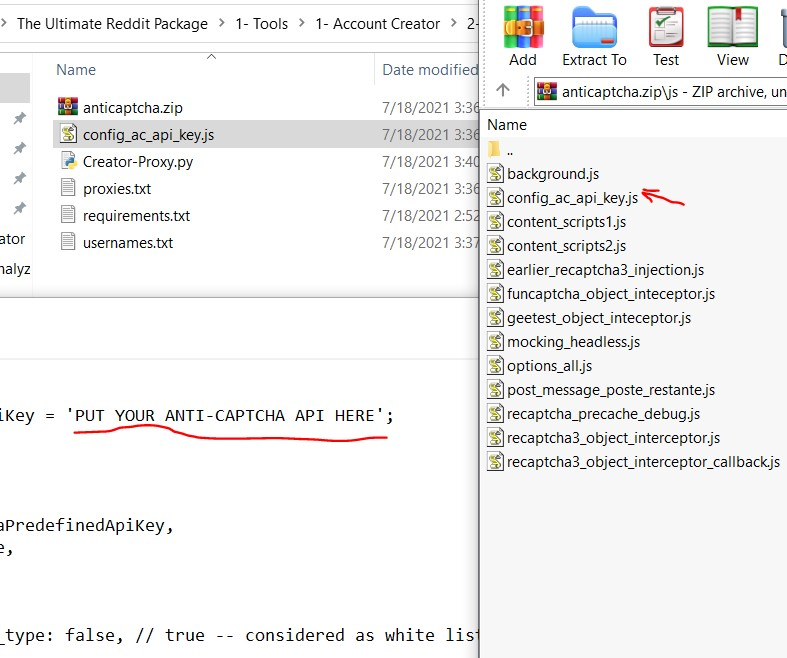 The Ultimate Reddit Package > 1- Tools > 1- Account Creator > 2-
Name
Date modified
anticaptcha.zip 7/18/2021 3:36
config_ac_api_key.js 7/18/2021 3:36
Creator-Proxy.py 7/18/2021 3:40
proxies.txt 7/18/2021 3:36
requirements.txt 7/18/2021 2:52
usernames.txt 7/18/2021 3:37
ator
nalyz
iKey = 'PUT YOUR ANTI-CAPTCHA API HERE';
aPredefinedApiKey,
e,
_type: false, // true -- considered as white list
Add
Extract To
Test
View
D
anticaptcha.zip\js - ZIP archive, un
Name
..
background.js
config_ac_api_key.js
content_scripts1.js
content_scripts2.js
earlier_recaptcha3_injection.js
funcaptcha_object_inteceptor.js
geetest_object_inteceptor.js
mocking_headless.js
options_all.js
post_message_poste_restante.js
recaptcha_precache_debug.js
recaptcha3_object_interceptor.js
recaptcha3_object_interceptor_callback.js